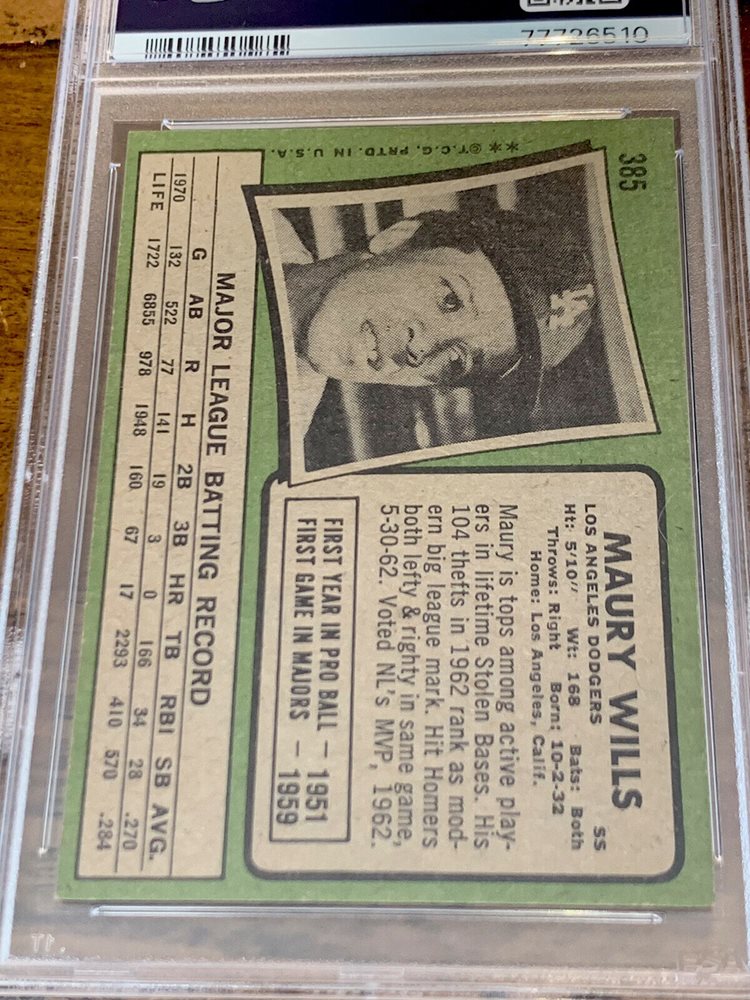 77726510
385
** © T.C.G. PRTD. IN U.S.A.
LA
MAURY WILLS
LOS ANGELES DODGERS SS
Ht: 5/10" Wt: 168 Bats: Both
Throws: Right Born: 10-2-32
Home: Los Angeles, Calif.
Maury is tops among active play-
ers in lifetime Stolen Bases. His
104 thefts in 1962 rank as mod-
ern big league mark. Hit Homers
both lefty & righty in same game,
5-30-62. Voted NL's MVP, 1962.
FIRST YEAR IN PRO BALL — 1951
FIRST GAME IN MAJORS — 1959
MAJOR LEAGUE BATTING RECORD
G AB R H 2B 3B HR TB RBI SB AVG.
1970 132 522 77 141 19 3 0 166 34 28 .270
LIFE 1722 6855 978 1948 160 67 17 2293 410 570 .284